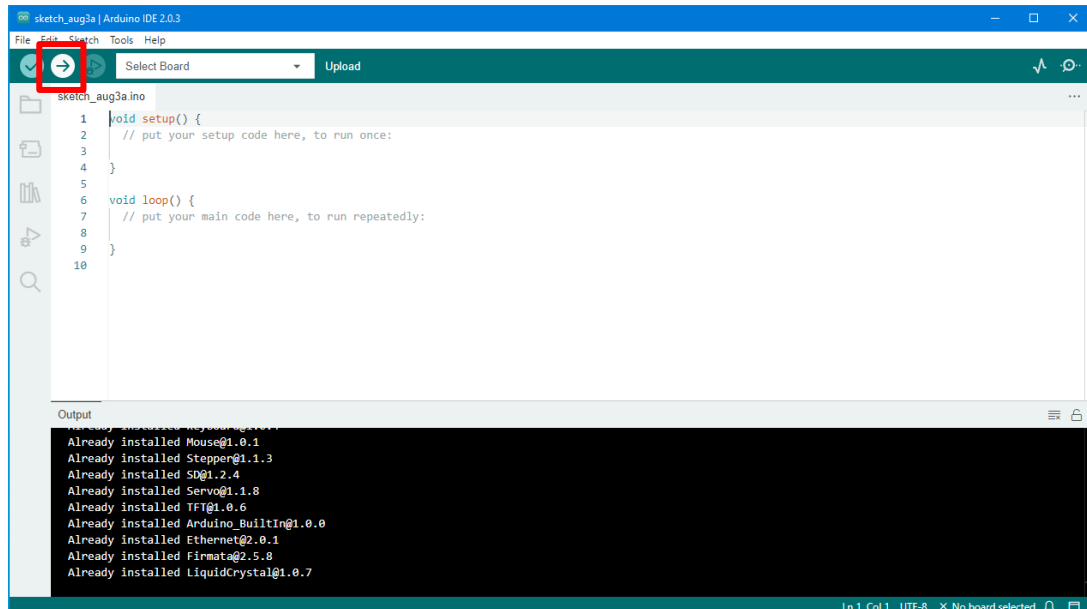 sketch_aug3a | Arduino IDE 2.0.3
File Edit Sketch Tools Help
Select Board Upload
sketch_aug3a.ino
1 void setup() {
2 // put your setup code here, to run once:
3
4 }
5
6 void loop() {
7 // put your main code here, to run repeatedly:
8
9 }
10
Output
Already installed Mouse@1.0.1
Already installed Stepper@1.1.3
Already installed SD@1.2.4
Already installed Servo@1.1.8
Already installed TFT@1.0.6
Already installed Arduino_BuiltIn@1.0.0
Already installed Ethernet@2.0.1
Already installed Firmata@2.5.8
Already installed LiquidCrystal@1.0.7
Ln 1, Col 1 UTF-8 No board selected